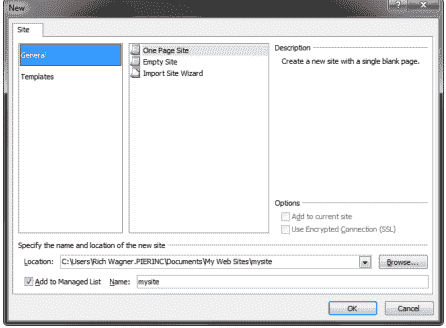 New
Site
General
Templates
One Page Site
Empty Site
Import Site Wizard
Description
Create a new site with a single blank page.
Options
Add to current site
Use Encrypted Connection (SSL)
Specify the name and location of the new site
Location: C:\Users\Rich Wagner.PIERINC\Documents\My Web Sites\mysite Browse...
Add to Managed List Name: mysite
OK Cancel